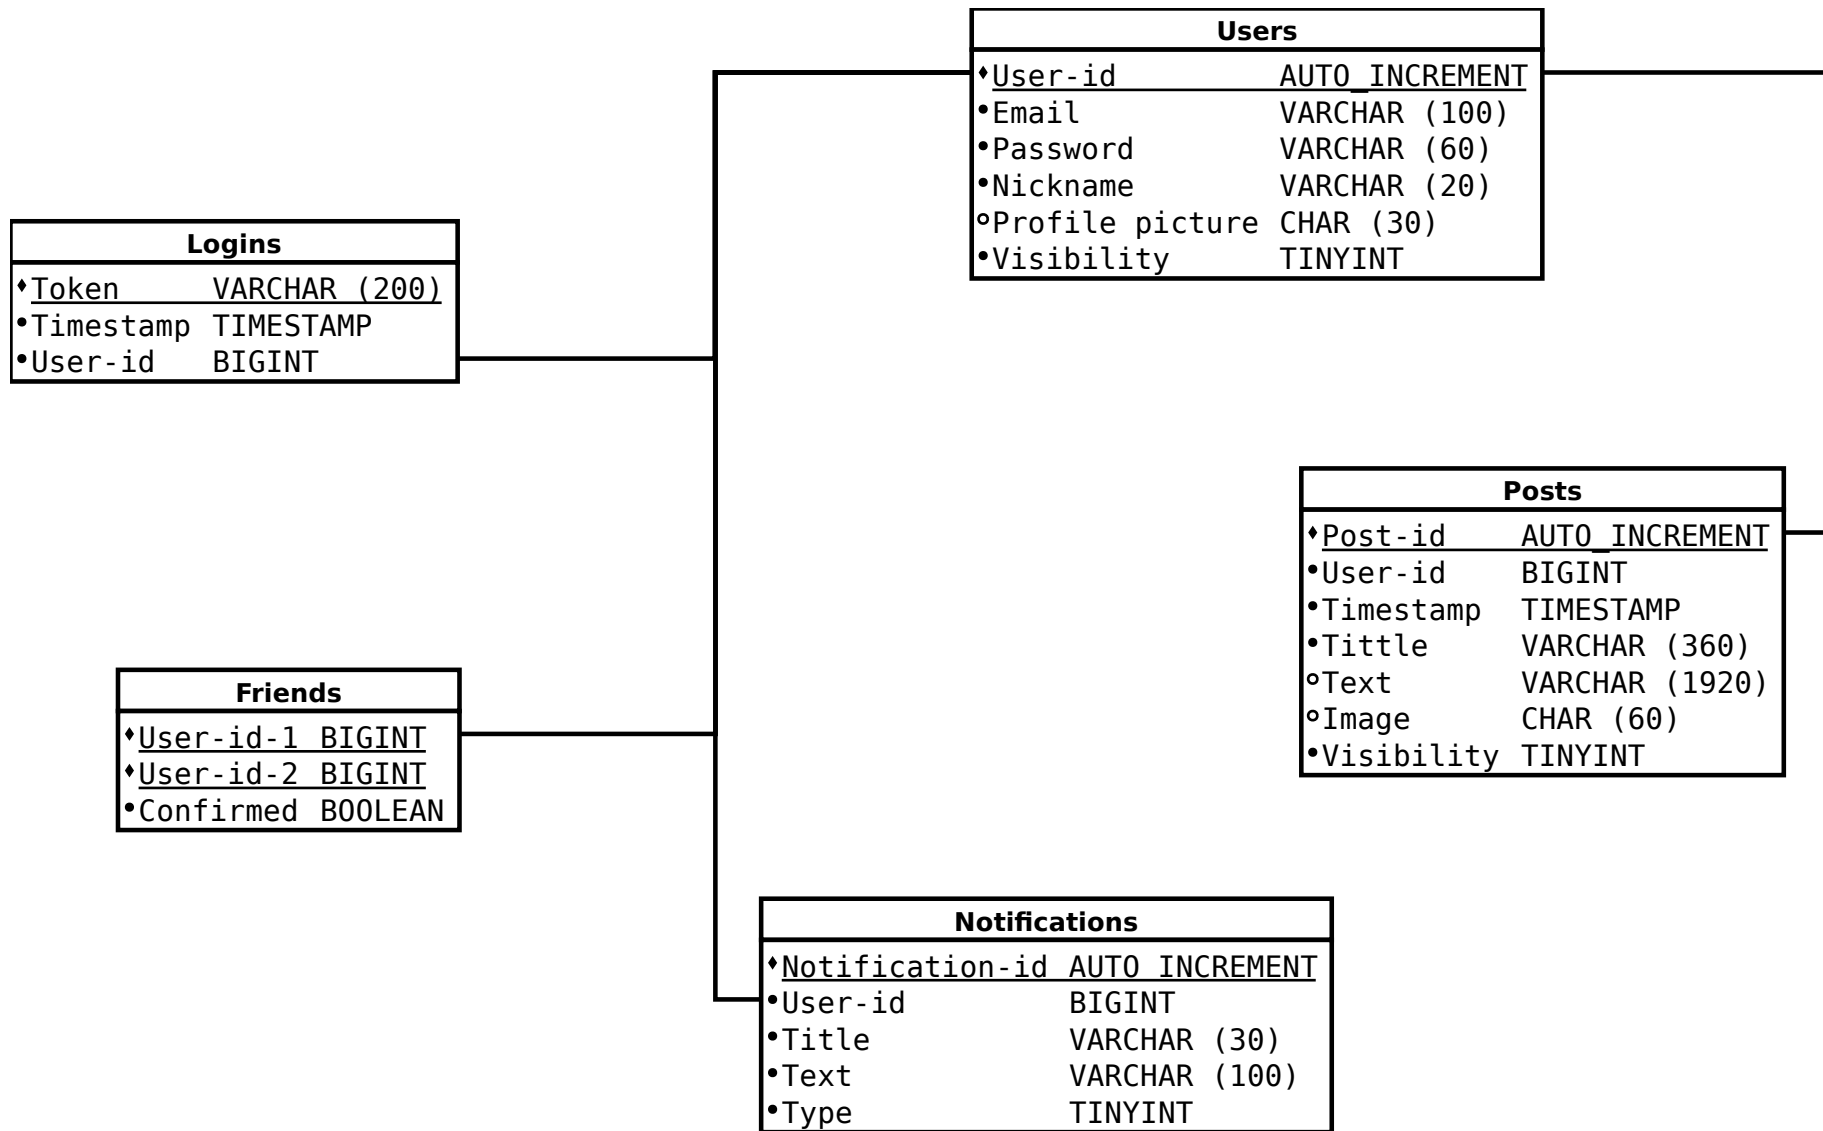 Users
User-id AUTO_INCREMENT
Email VARCHAR (100)
Password VARCHAR (60)
Nickname VARCHAR (20)
Profile picture CHAR (30)
Visibility TINYINT
Logins
Token VARCHAR (200)
Timestamp TIMESTAMP
User-id BIGINT
Posts
Post-id AUTO_INCREMENT
User-id BIGINT
Timestamp TIMESTAMP
Tittle VARCHAR (360)
Text VARCHAR (1920)
Image CHAR (60)
Visibility TINYINT
Friends
User-id-1 BIGINT
User-id-2 BIGINT
Confirmed BOOLEAN
Notifications
Notification-id AUTO_INCREMENT
User-id BIGINT
Title VARCHAR (30)
Text VARCHAR (100)
Type TINYINT